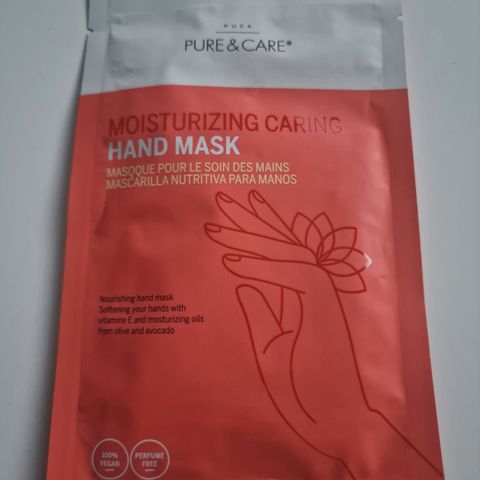 PUCA
PURE & CARE®
MOISTURIZING CARING
HAND MASK
MASQUE POUR LE SOIN DES MAINS
MASCARILLA NUTRITIVA PARA MANOS
Nourishing hand mask
Softening your hands with
vitamine E and mosturizing oils
from olive and avocado
100%
VEGAN
PERFUME
FREE